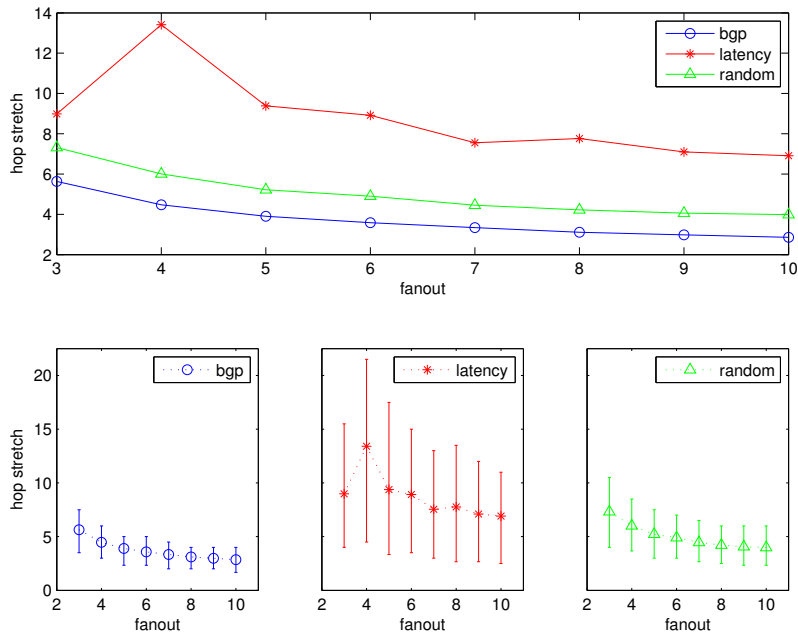 14
12
10
8
6
4
2
hop stretch
bgp
latency
random
3 4 5 6 7 8 9 10
fanout
20
15
10
5
0
hop stretch
bgp
2 4 6 8 10
fanout
latency
2 4 6 8 10
fanout
random
2 4 6 8 10
fanout